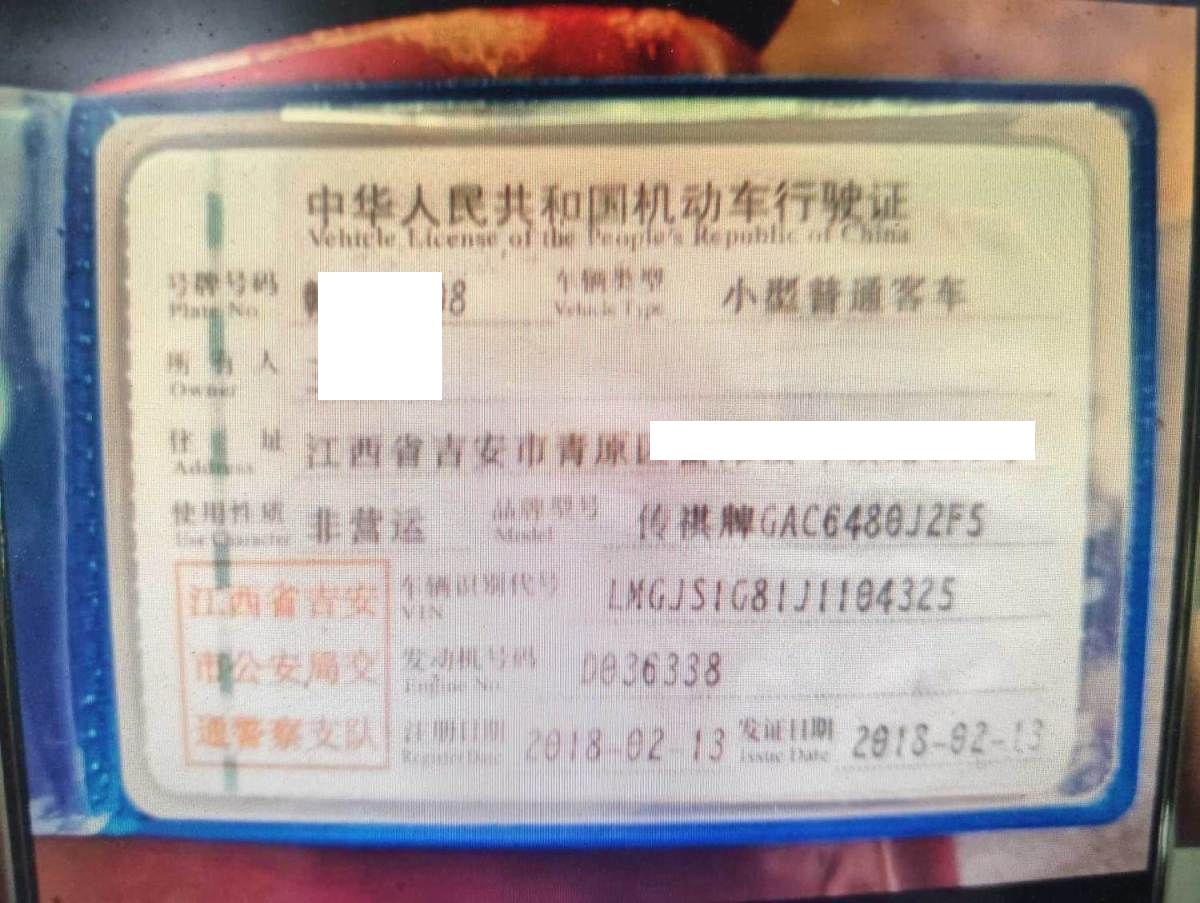 中华人民共和国机动车行驶证
Vehicle License of the People's Republic of China
号牌号码 08 车辆类型 小型普通客车
Plate No. Vehicle Type
所有人
Owner
住址 江西省吉安市青原区
Address
使用性质 非营运 品牌型号 传祺牌GAC6480J2F5
Use Character Model
江西省吉安 车辆识别代号 LMGJS1G81J1104325
VIN
市公安局交 发动机号码 D036338
Engine No.
通警察支队 注册日期 2018-02-13 发证日期 2018-02-13
Register Date Issue Date